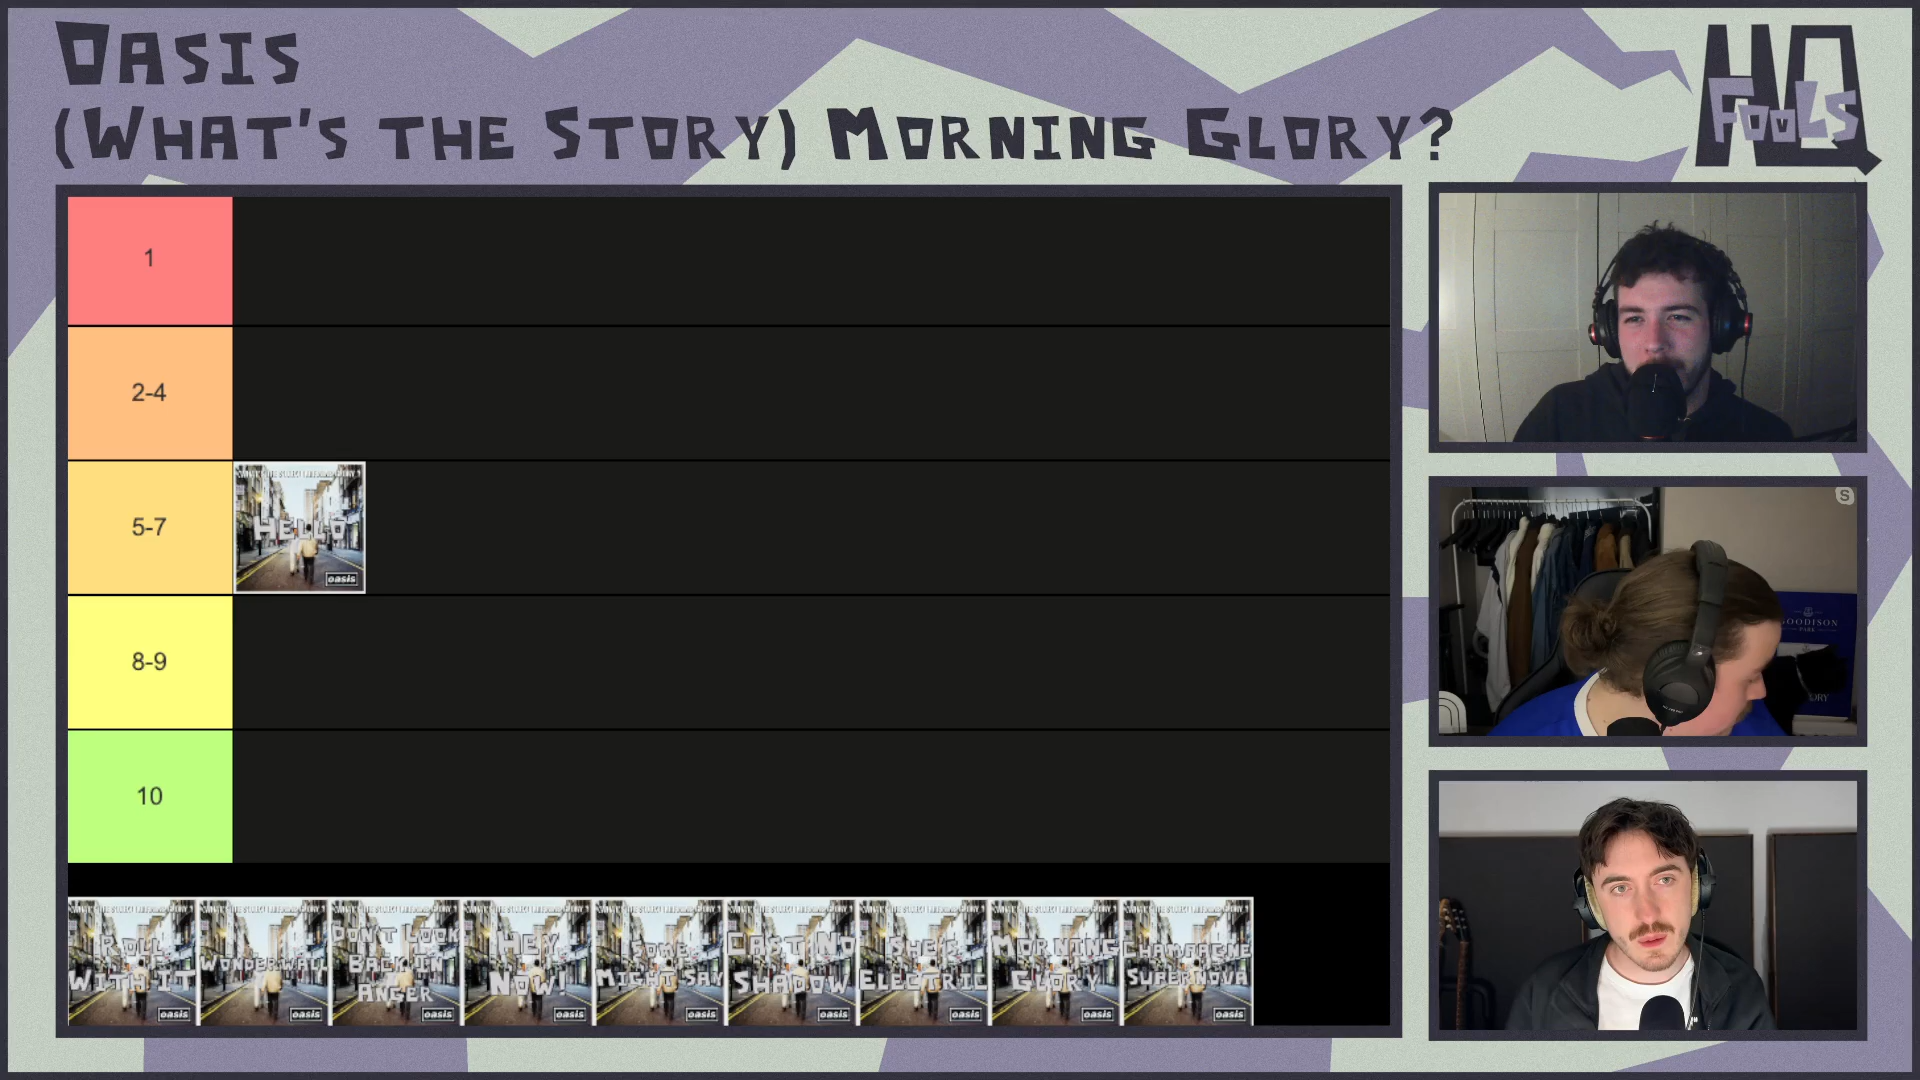 OASIS
(WHAT'S THE STORY) MORNING GLORY?
HQ
FOOLS
1
2-4
5-7
HELLO
oasis
8-9
10
GOODISON
PARK
S
ROLL
WITH IT
oasis
WONDERWALL
oasis
DON'T LOOK
BACK IN
ANGER
oasis
HEY
NOW!
oasis
SOME
MIGHT SAY
oasis
CAST NO
SHADOW
oasis
SHE'S
ELECTRIC
oasis
MORNING
GLORY
oasis
CHAMPAGNE
SUPERNOVA
oasis